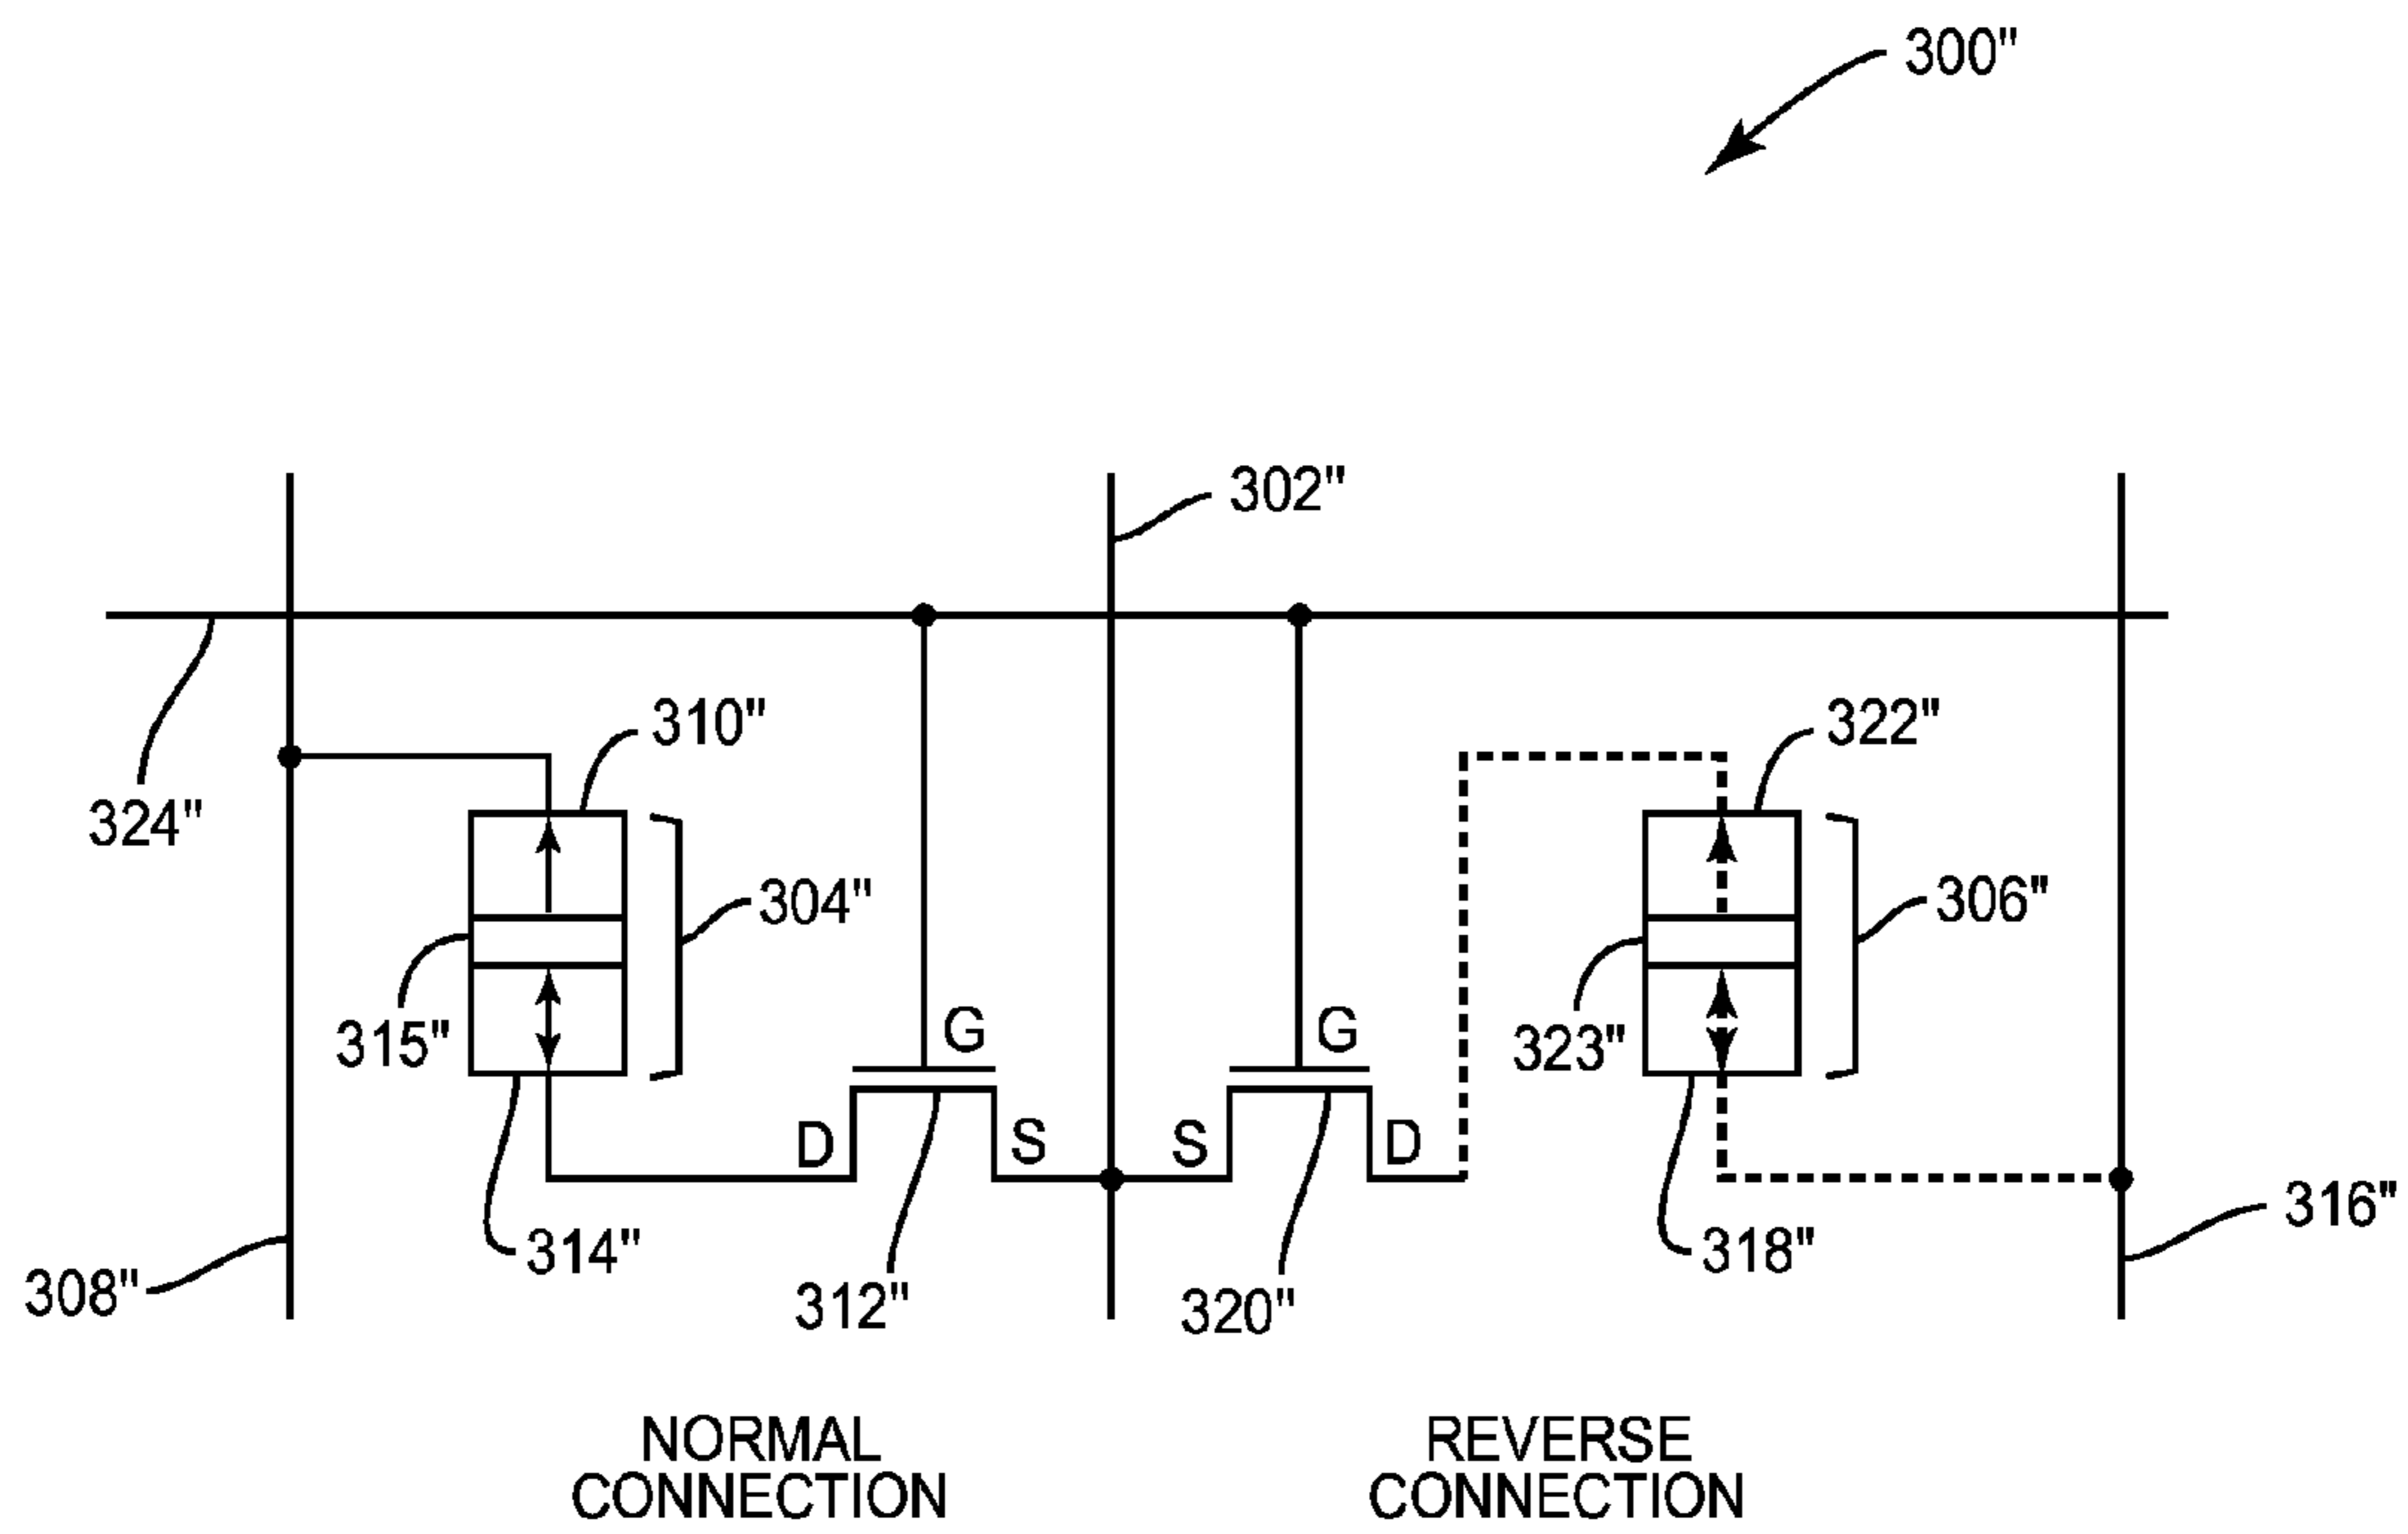 300"
302"
310"
322"
324"
304"
306"
315"
G
G
323"
D
S
S
D
314"
318"
316"
308"
312"
320"
NORMAL
CONNECTION
REVERSE
CONNECTION